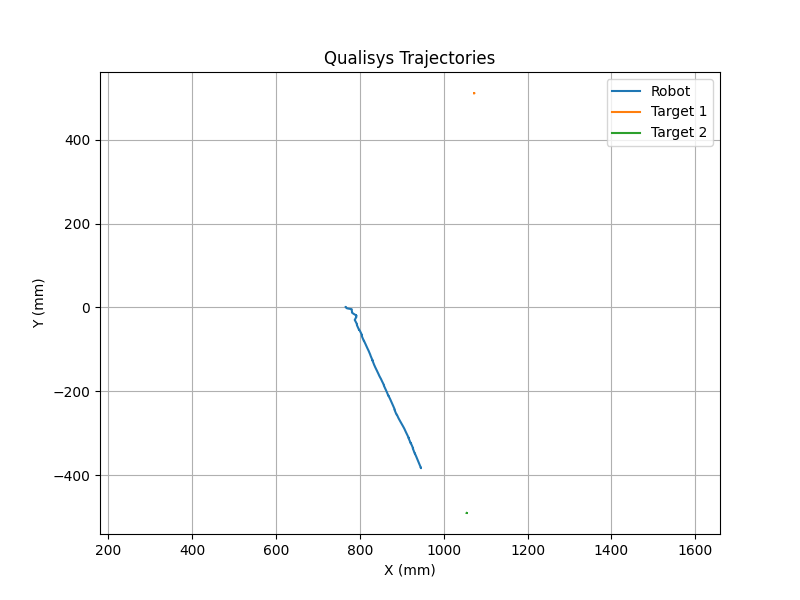 Qualisys Trajectories
Robot
Target 1
Target 2
400
200
0
−200
−400
Y (mm)
200 400 600 800 1000 1200 1400 1600
X (mm)